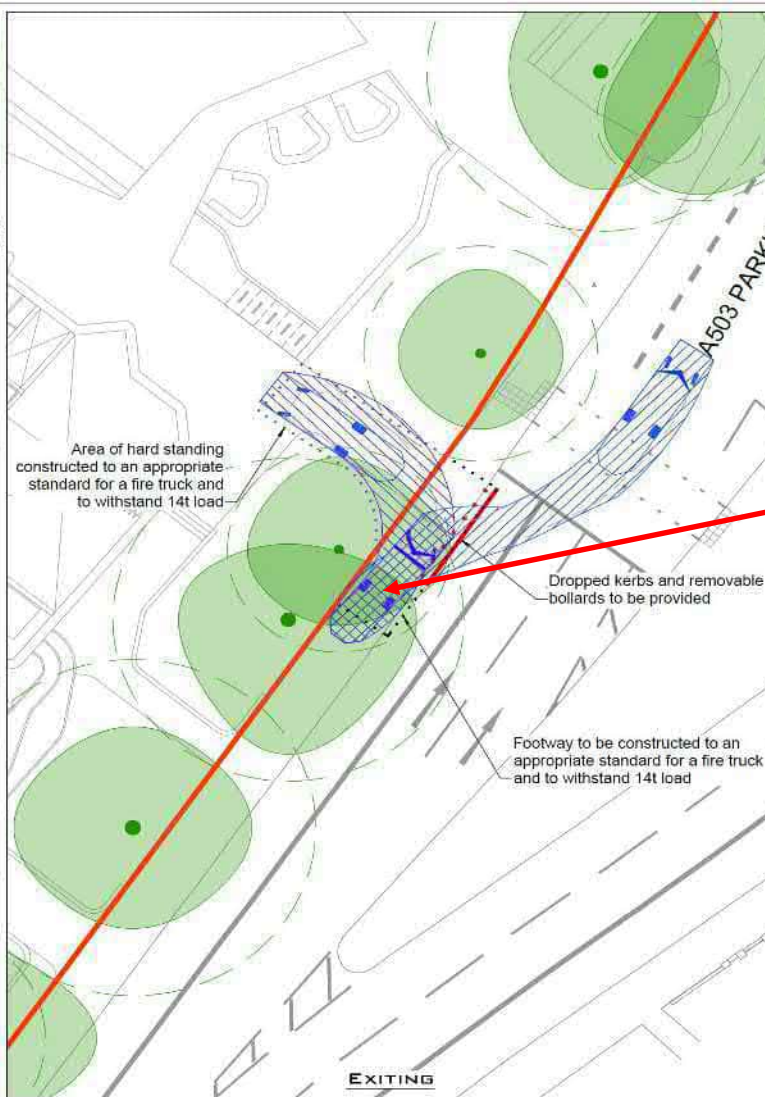 A503 PARK
Area of hard standing
constructed to an appropriate
standard for a fire truck and
to withstand 14t load
Dropped kerbs and removable
bollards to be provided
Footway to be constructed to an
appropriate standard for a fire truck
and to withstand 14t load
EXITING